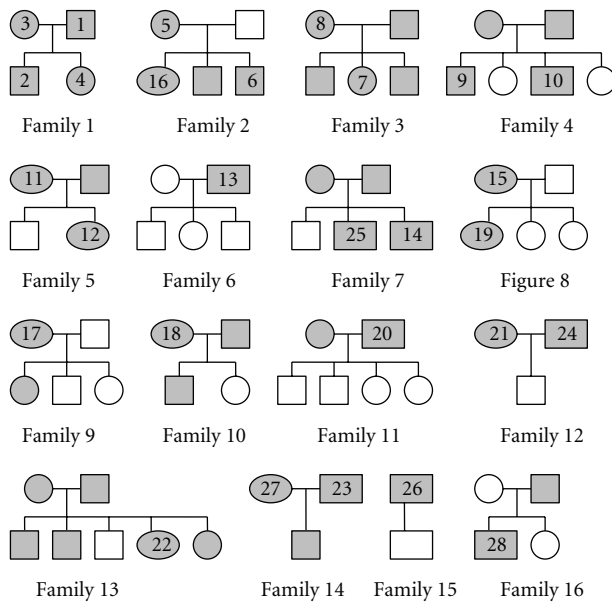 3 1 5 8
2 4 16 6 7 9 10
Family 1 Family 2 Family 3 Family 4
11 13 15
12 25 14 19
Family 5 Family 6 Family 7 Figure 8
17 18 20 21 24
Family 9 Family 10 Family 11 Family 12
27 23 26
22 28
Family 13 Family 14 Family 15 Family 16